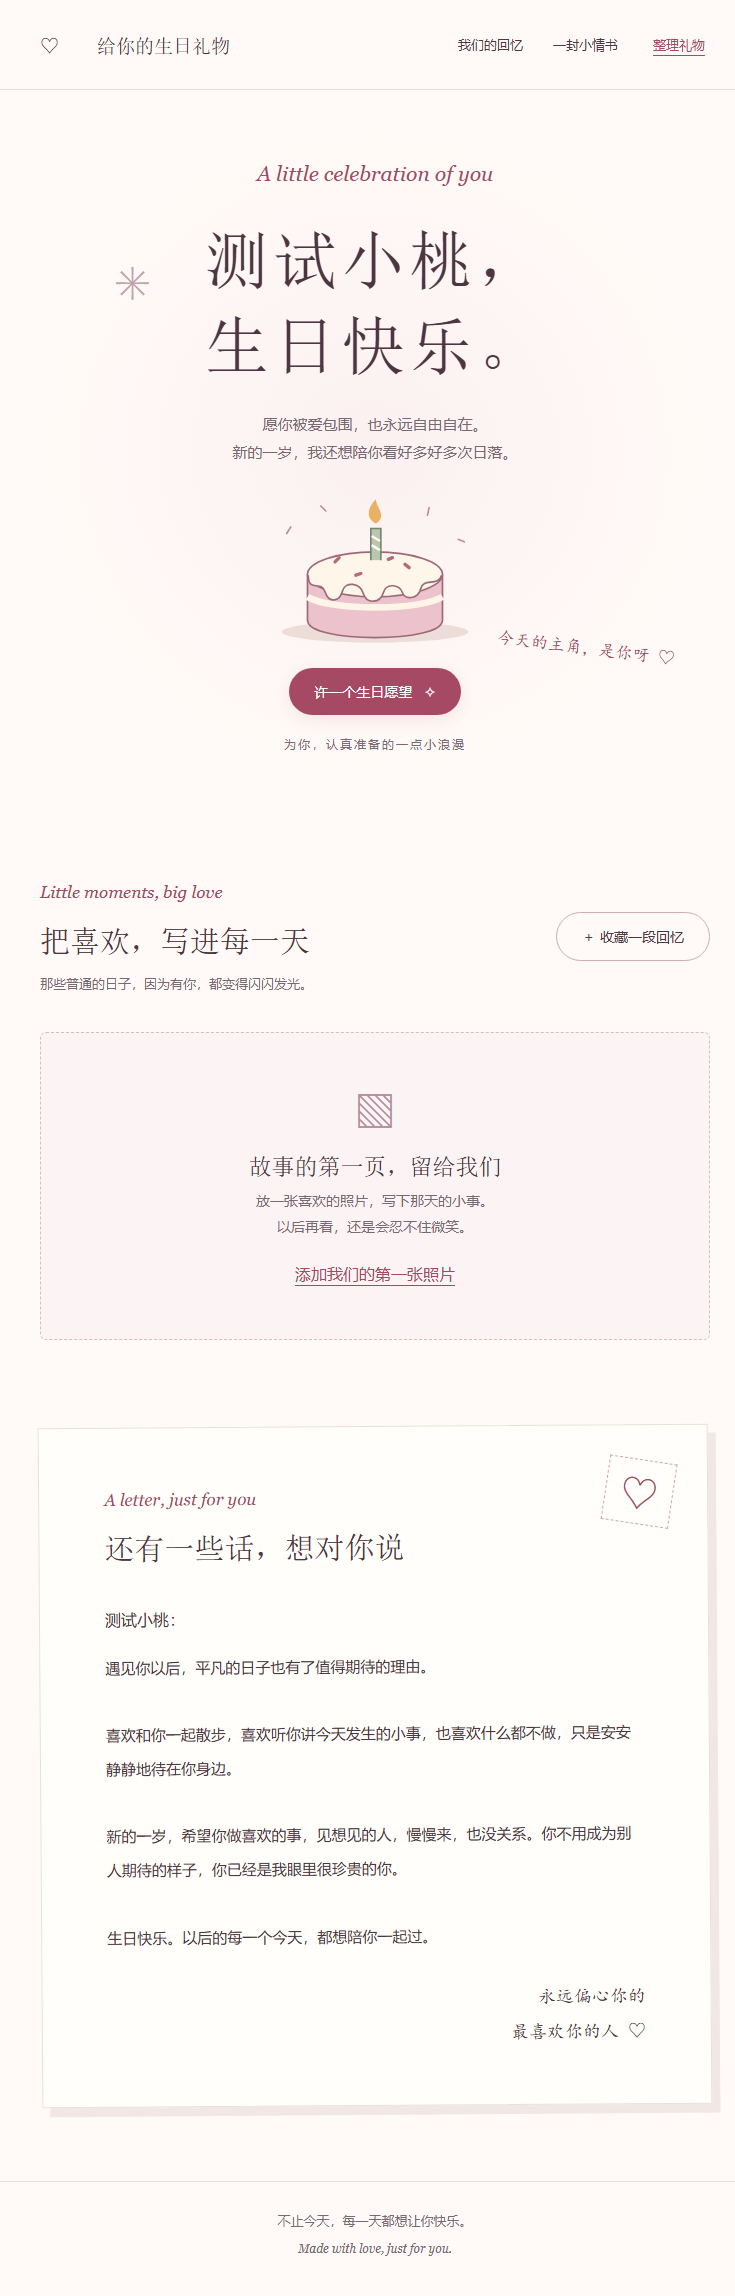 ♡ 给你的生日礼物 我们的回忆 一封小情书 整理礼物
A little celebration of you
测试小桃，
生日快乐。
愿你被爱包围，也永远自由自在。
新的一岁，我还想陪你看好多好多次日落。
今天的主角，是你呀 ♡
许一个生日愿望 ✧
为你，认真准备的一点小浪漫
Little moments, big love
把喜欢，写进每一天
+ 收藏一段回忆
那些普通的日子，因为有你，都变得闪闪发光。
故事的第一页，留给我们
放一张喜欢的照片，写下那天的小事。
以后再看，还是会忍不住微笑。
添加我们的第一张照片
A letter, just for you
还有一些话，想对你说
测试小桃：
遇见你以后，平凡的日子也有了值得期待的理由。
喜欢和你一起散步，喜欢听你讲今天发生的小事，也喜欢什么都不做，只是安安
静静地待在你身边。
新的一岁，希望你做喜欢的事，见想见的人，慢慢来，也没关系。你不用成为别
人期待的样子，你已经是我眼里很珍贵的你。
生日快乐。以后的每一个今天，都想陪你一起过。
永远偏心你的
最喜欢你的人 ♡
不止今天，每一天都想让你快乐。
Made with love, just for you.